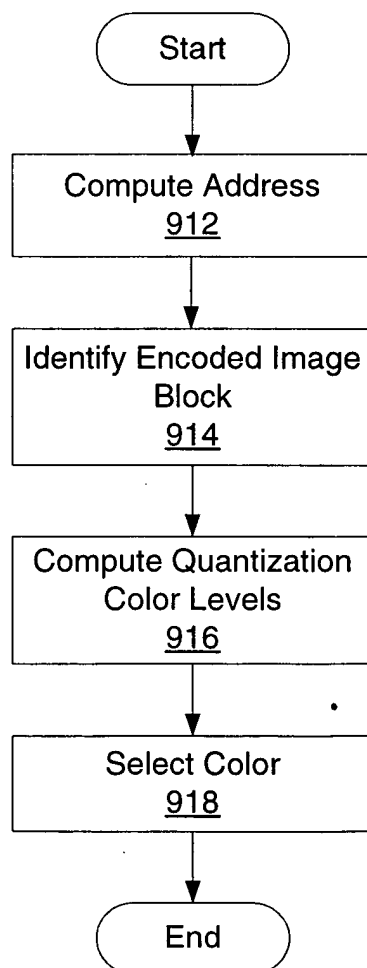 Start
Compute Address
912
Identify Encoded Image
Block
914
Compute Quantization
Color Levels
916
Select Color
918
End